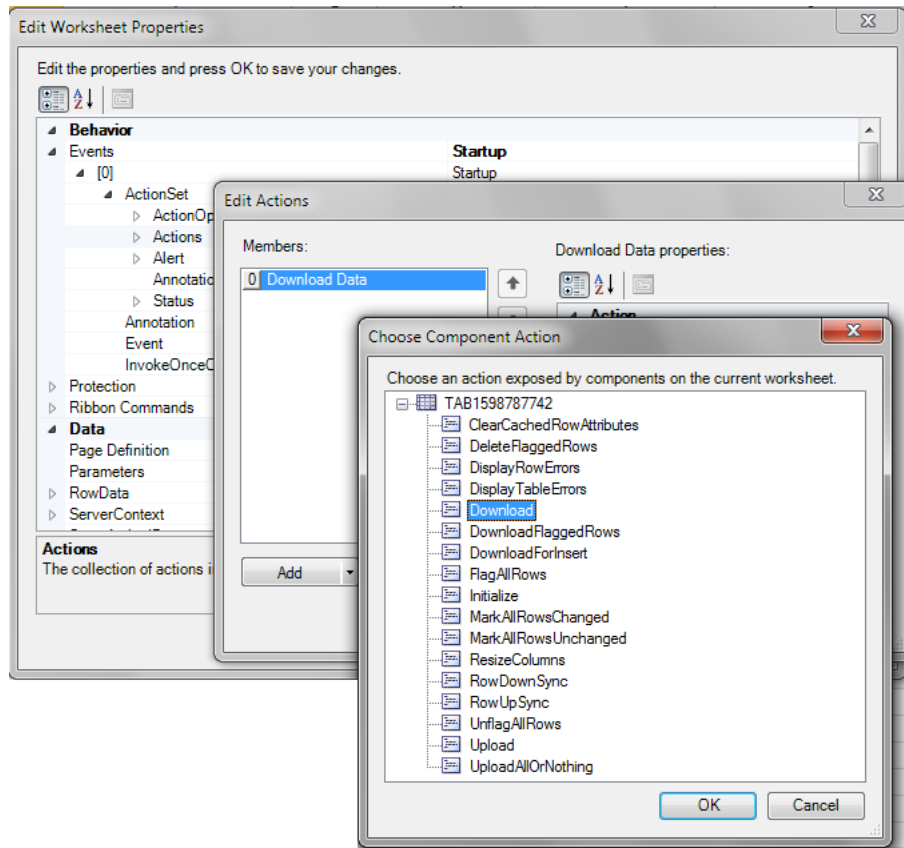 Edit Worksheet Properties
Edit the properties and press OK to save your changes.
Behavior
Events Startup
[0] Startup
ActionSet
ActionOp
Actions
Alert
Annotatio
Status
Annotation
Event
InvokeOnceC
Protection
Ribbon Commands
Data
Page Definition
Parameters
RowData
ServerContext
Actions
The collection of actions i
Edit Actions
Members:
0 Download Data
Add
Download Data properties:
Action
Choose Component Action
Choose an action exposed by components on the current worksheet.
TAB1598787742
ClearCachedRowAttributes
DeleteFlaggedRows
DisplayRowErrors
DisplayTableErrors
Download
DownloadFlaggedRows
DownloadForInsert
FlagAllRows
Initialize
MarkAllRowsChanged
MarkAllRowsUnchanged
ResizeColumns
RowDownSync
RowUpSync
UnflagAllRows
Upload
UploadAllOrNothing
OK Cancel